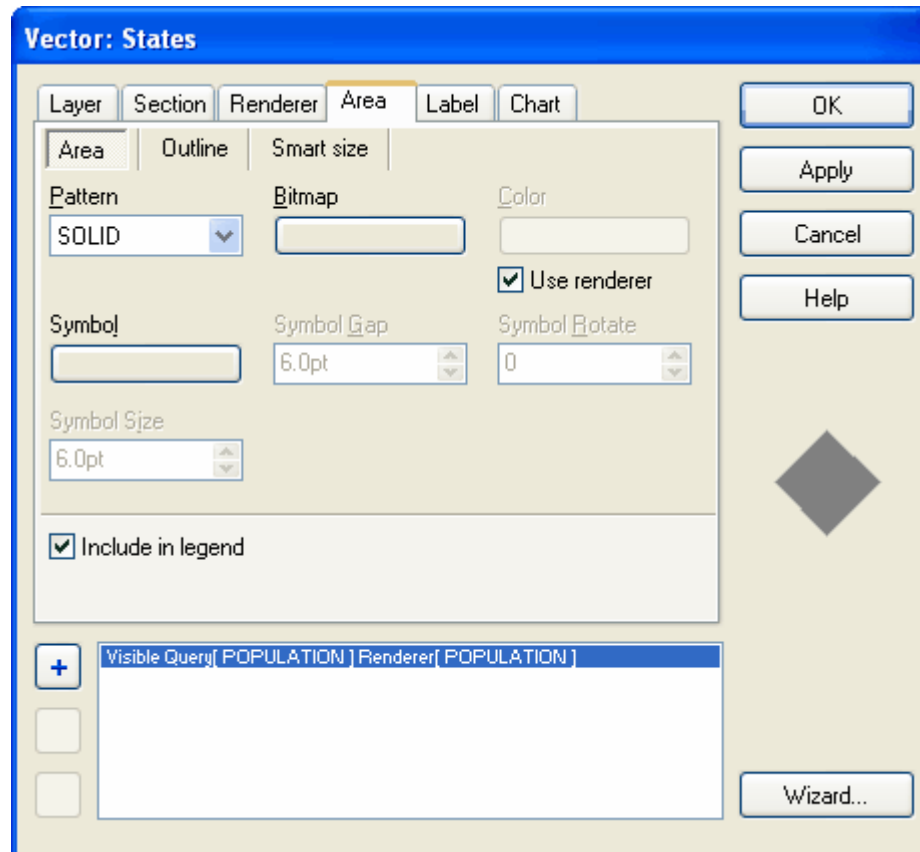 Vector: States
Layer Section Renderer Area Label Chart
OK
Area Outline Smart size
Apply
Pattern Bitmap Color
SOLID
Cancel
Use renderer
Help
Symbol Symbol Gap Symbol Rotate
6.0pt 0
Symbol Size
6.0pt
Include in legend
+
Visible Query[ POPULATION ] Renderer[ POPULATION ]
Wizard...